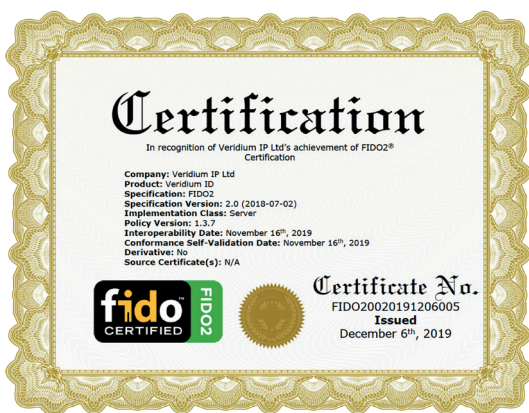 Certification
In recognition of Veridium IP Ltd's achievement of FIDO2®
Certification
Company: Veridium IP Ltd
Product: Veridium ID
Specification: FIDO2
Specification Version: 2.0 (2018-07-02)
Implementation Class: Server
Policy Version: 1.3.7
Interoperability Date: November 16th, 2019
Conformance Self-Validation Date: November 16th, 2019
Derivative: No
Source Certificate(s): N/A
fido™
CERTIFIED
FIDO2
Certificate No.
FIDO20020191206005
Issued
December 6th, 2019